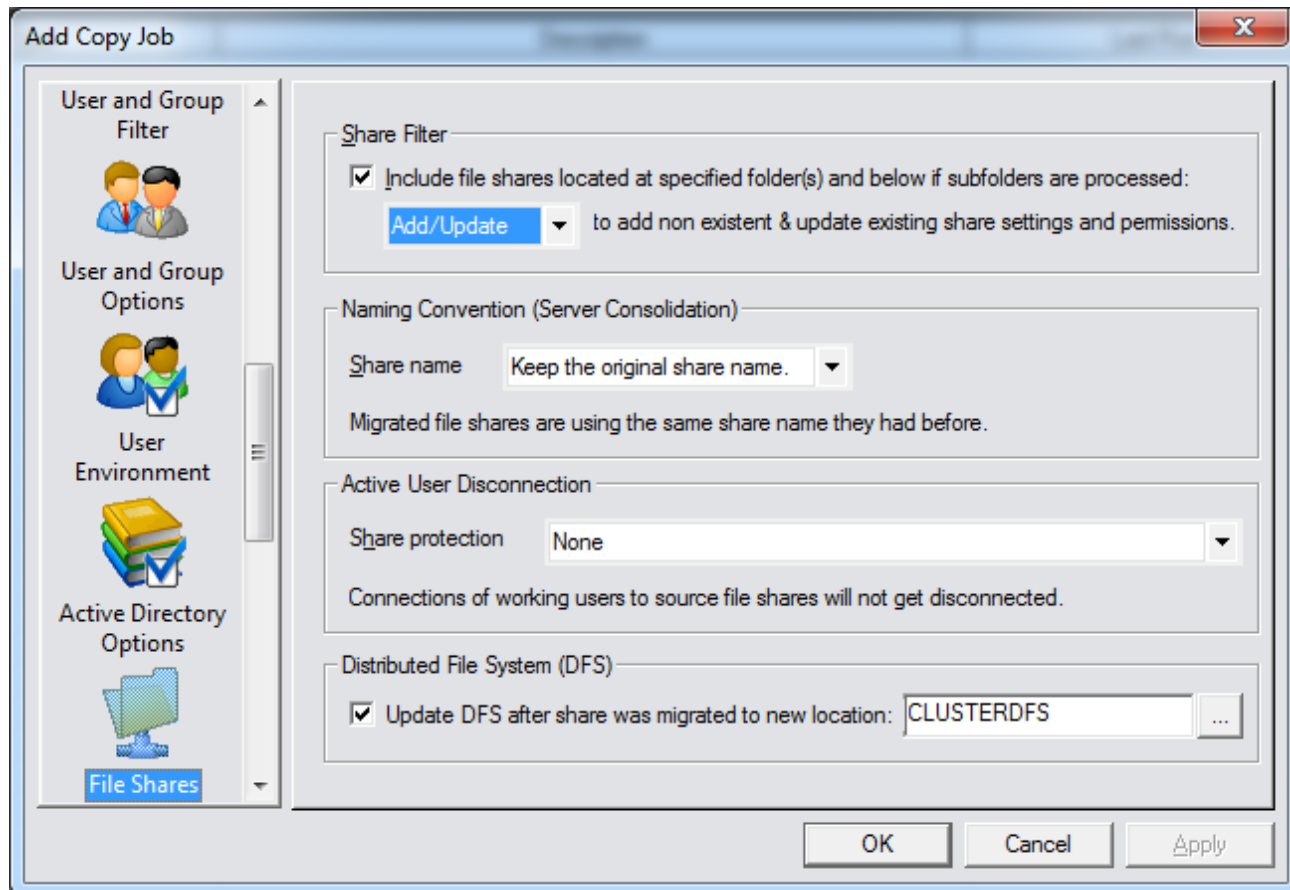 Add Copy Job
User and Group
Filter
User and Group
Options
User
Environment
Active Directory
Options
File Shares
Share Filter
Include file shares located at specified folder(s) and below if subfolders are processed:
Add/Update to add non existent & update existing share settings and permissions.
Naming Convention (Server Consolidation)
Share name Keep the original share name.
Migrated file shares are using the same share name they had before.
Active User Disconnection
Share protection None
Connections of working users to source file shares will not get disconnected.
Distributed File System (DFS)
Update DFS after share was migrated to new location: CLUSTERDFS ...
OK Cancel Apply